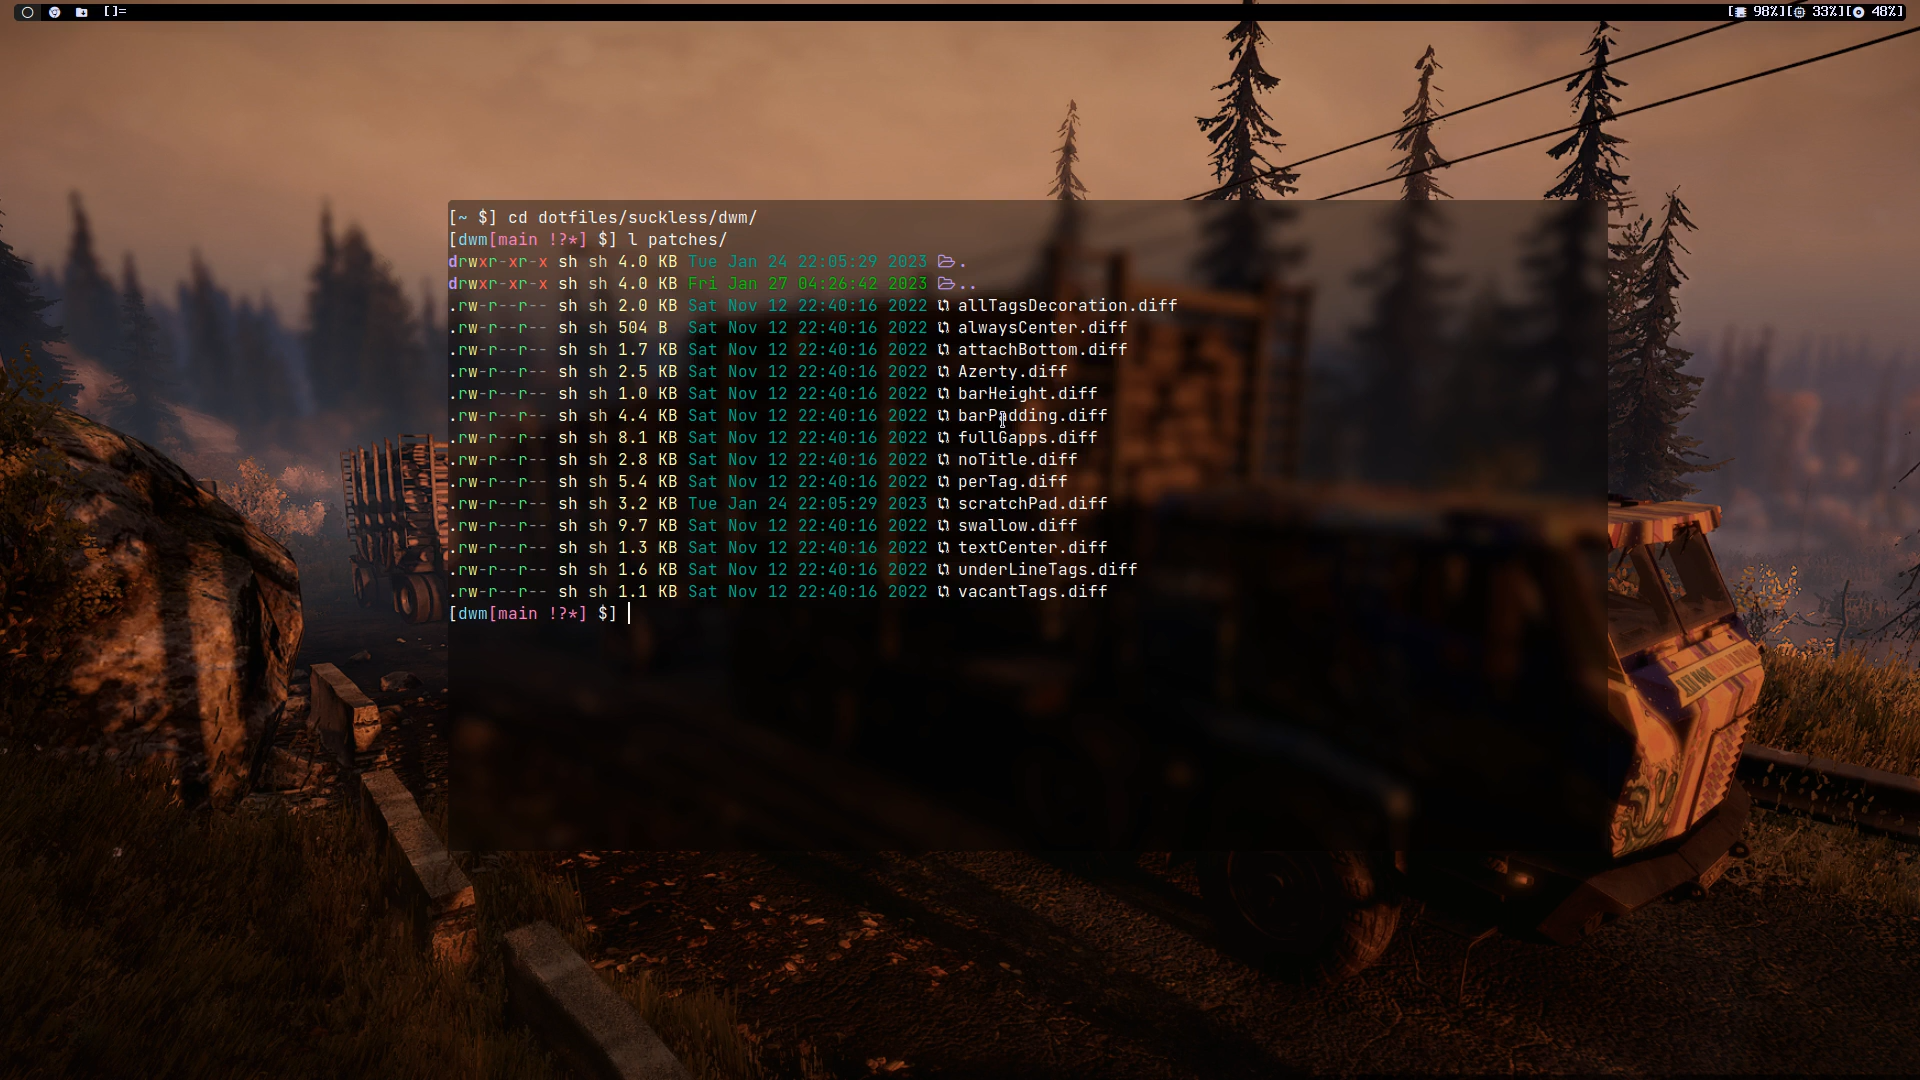 []= [ 98%][ 33%][ 48%]
[~ $] cd dotfiles/suckless/dwm/
[dwm[main !?*] $] l patches/
drwxr-xr-x sh sh 4.0 KB Tue Jan 24 22:05:29 2023 .
drwxr-xr-x sh sh 4.0 KB Fri Jan 27 04:26:42 2023 ..
.rw-r--r-- sh sh 2.0 KB Sat Nov 12 22:40:16 2022 allTagsDecoration.diff
.rw-r--r-- sh sh 504 B Sat Nov 12 22:40:16 2022 alwaysCenter.diff
.rw-r--r-- sh sh 1.7 KB Sat Nov 12 22:40:16 2022 attachBottom.diff
.rw-r--r-- sh sh 2.5 KB Sat Nov 12 22:40:16 2022 Azerty.diff
.rw-r--r-- sh sh 1.0 KB Sat Nov 12 22:40:16 2022 barHeight.diff
.rw-r--r-- sh sh 4.4 KB Sat Nov 12 22:40:16 2022 barPadding.diff
.rw-r--r-- sh sh 8.1 KB Sat Nov 12 22:40:16 2022 fullGapps.diff
.rw-r--r-- sh sh 2.8 KB Sat Nov 12 22:40:16 2022 noTitle.diff
.rw-r--r-- sh sh 5.4 KB Sat Nov 12 22:40:16 2022 perTag.diff
.rw-r--r-- sh sh 3.2 KB Tue Jan 24 22:05:29 2023 scratchPad.diff
.rw-r--r-- sh sh 9.7 KB Sat Nov 12 22:40:16 2022 swallow.diff
.rw-r--r-- sh sh 1.3 KB Sat Nov 12 22:40:16 2022 textCenter.diff
.rw-r--r-- sh sh 1.6 KB Sat Nov 12 22:40:16 2022 underLineTags.diff
.rw-r--r-- sh sh 1.1 KB Sat Nov 12 22:40:16 2022 vacantTags.diff
[dwm[main !?*] $]